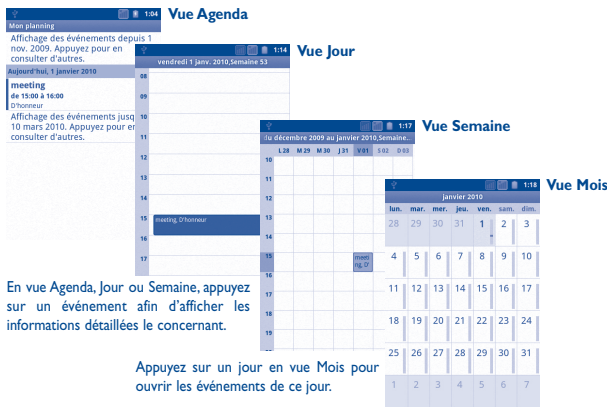 1:04
Vue Agenda
Mon planning
Affichage des événements depuis 1
nov. 2009. Appuyez pour en
consulter d'autres.
Aujourd'hui, 1 janvier 2010
meeting
de 15:00 à 16:00
D'honneur
Affichage des événements jusq
10 mars 2010. Appuyez pour en
consulter d'autres.
1:14
Vue Jour
vendredi 1 janv. 2010,Semaine 53
08
09
10
11
12
13
14
15 meeting, D'honneur
16
17
1:17
Vue Semaine
du décembre 2009 au janvier 2010,Semaine.
L 28 M 29 M 30 J 31 V 01 S 02 D 03
10
11
12
13
14
15 meeti
ng, D'
16
17
18
19
1:18
Vue Mois
janvier 2010
lun. mar. mer. jeu. ven. sam. dim.
28 29 30 31 1 2 3
4 5 6 7 8 9 10
11 12 13 14 15 16 17
18 19 20 21 22 23 24
25 26 27 28 29 30 31
1 2 3 4 5 6 7
En vue Agenda, Jour ou Semaine, appuyez
sur un événement afin d'afficher les
informations détaillées le concernant.
Appuyez sur un jour en vue Mois pour
ouvrir les événements de ce jour.